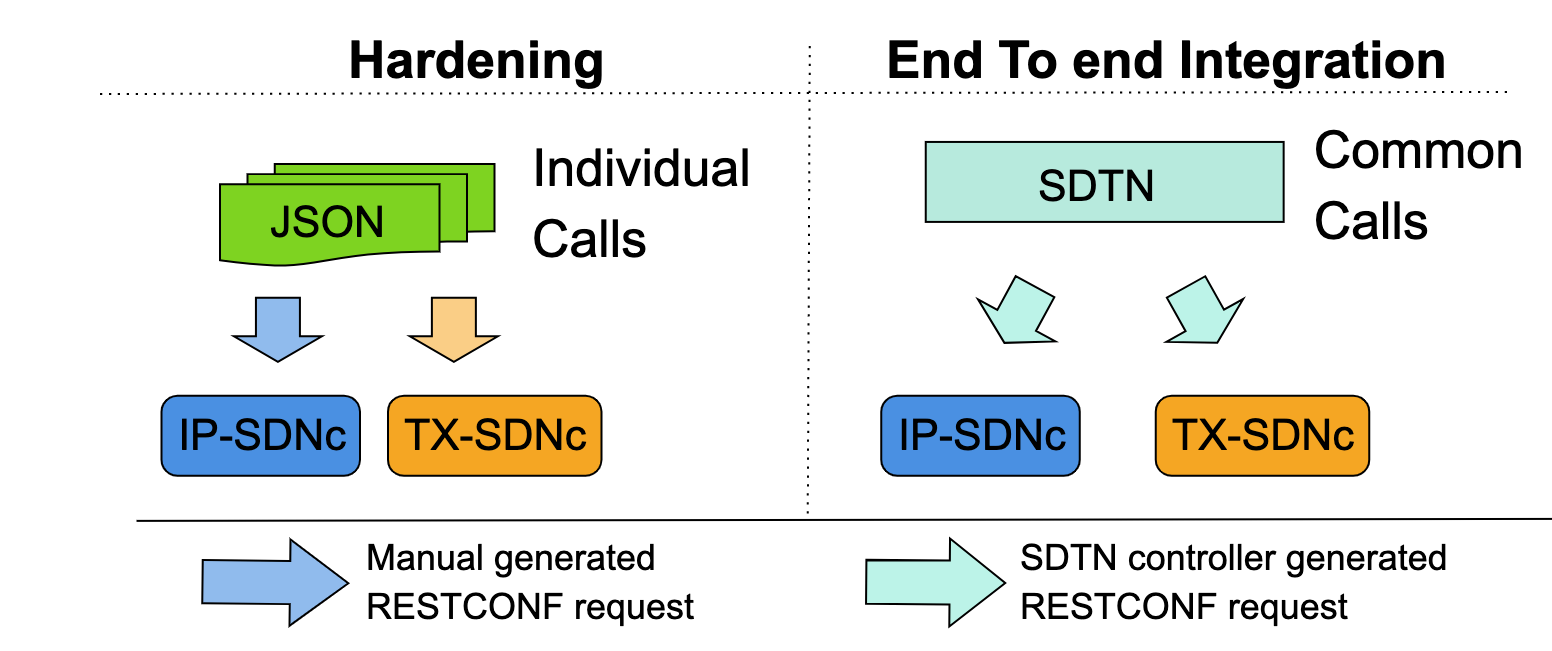 Hardening
End To end Integration
JSON
Individual
Calls
SDTN
Common
Calls
IP-SDNc
TX-SDNc
IP-SDNc
TX-SDNc
Manual generated
RESTCONF request
SDTN controller generated
RESTCONF request